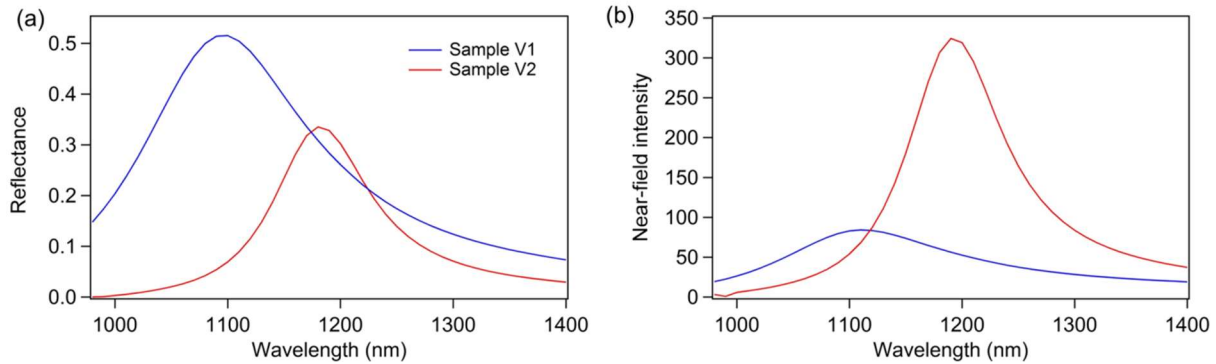 (a)
Reflectance
0.5
0.4
0.3
0.2
0.1
0.0
Sample V1
Sample V2
1000 1100 1200 1300 1400
Wavelength (nm)
(b)
Near-field intensity
350
300
250
200
150
100
50
0
1000 1100 1200 1300 1400
Wavelength (nm)